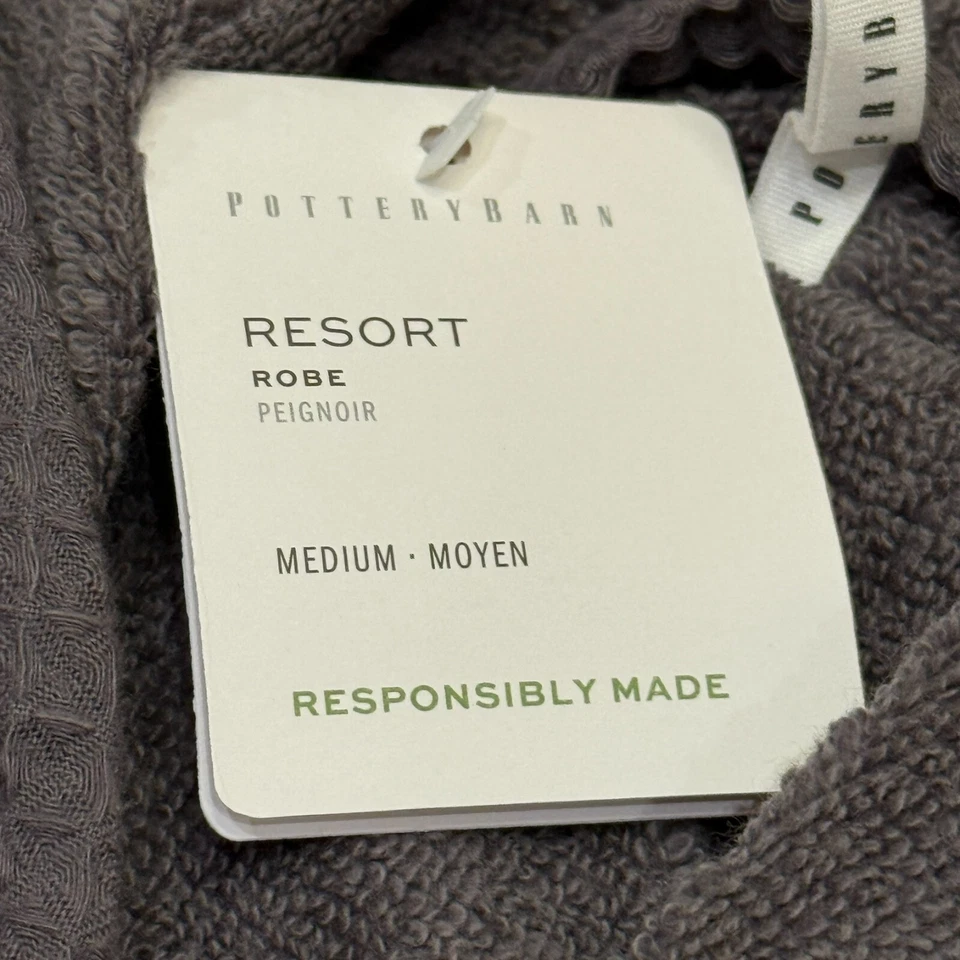 POTTERYBARN
RESORT
ROBE
PEIGNOIR
MEDIUM · MOYEN
RESPONSIBLY MADE